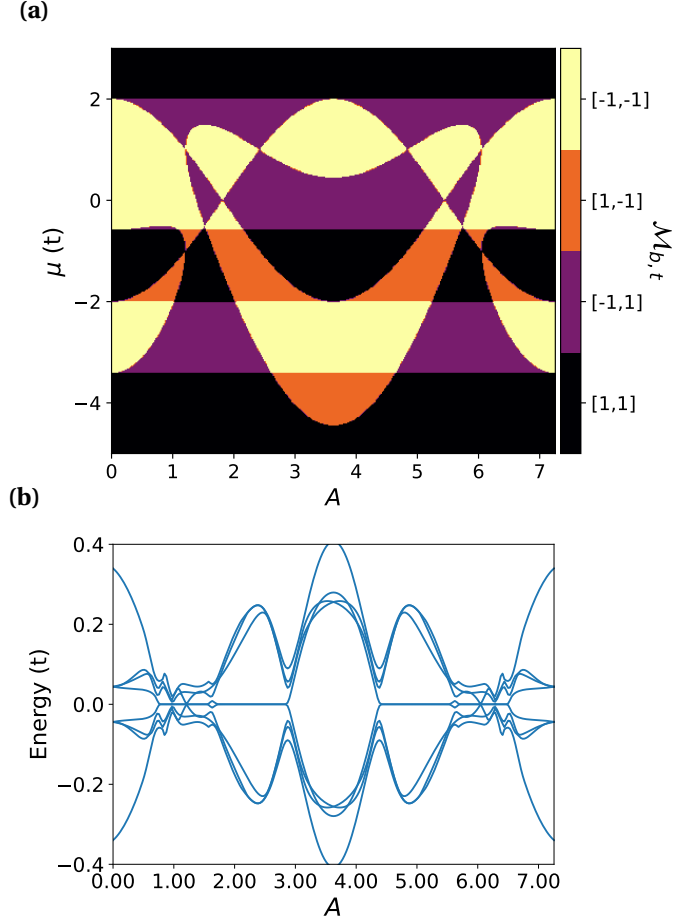 (a)
2
0
−2
−4
μ (t)
0 1 2 3 4 5 6 7
A
[-1,-1]
[1,-1]
[-1,1]
[1,1]
ℳb,t
(b)
0.4
0.2
0.0
−0.2
−0.4
Energy (t)
0.00 1.00 2.00 3.00 4.00 5.00 6.00 7.00
A